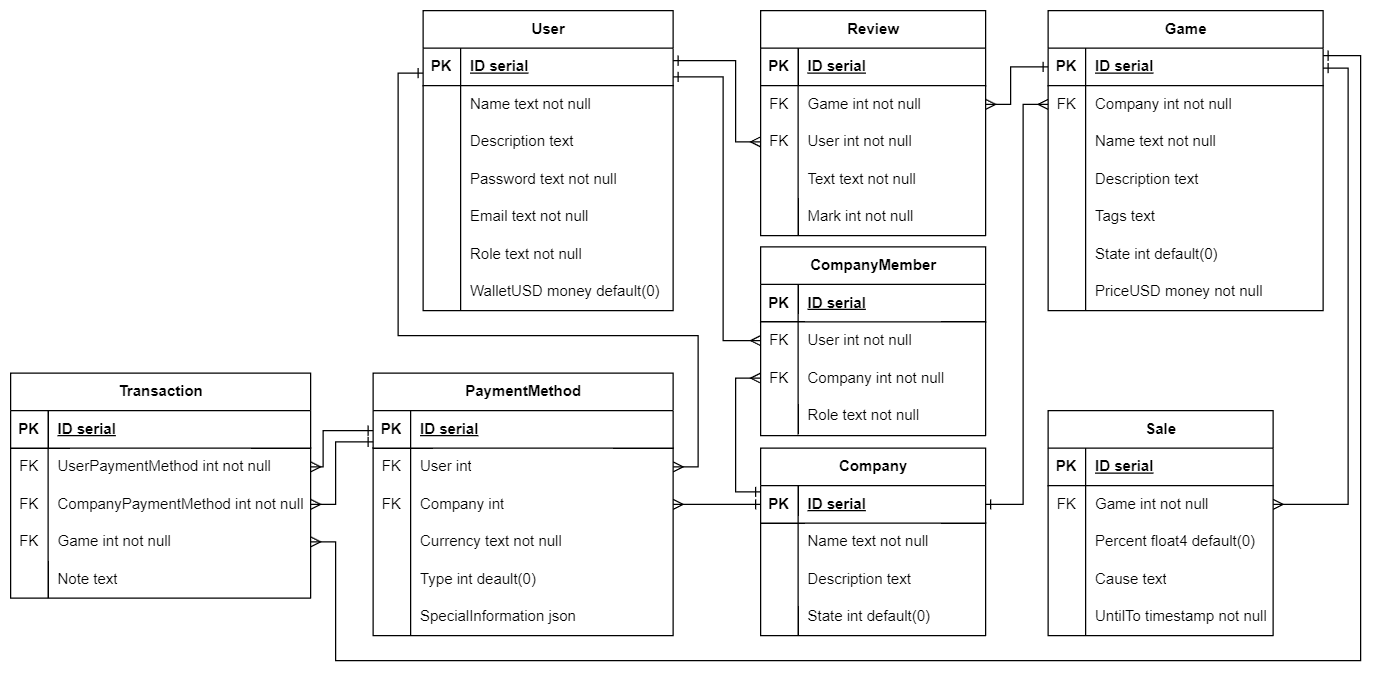 User
PK ID serial
Name text not null
Description text
Password text not null
Email text not null
Role text not null
WalletUSD money default(0)
Review
PK ID serial
FK Game int not null
FK User int not null
Text text not null
Mark int not null
Game
PK ID serial
FK Company int not null
Name text not null
Description text
Tags text
State int default(0)
PriceUSD money not null
CompanyMember
PK ID serial
FK User int not null
FK Company int not null
Role text not null
Transaction
PK ID serial
FK UserPaymentMethod int not null
FK CompanyPaymentMethod int not null
FK Game int not null
Note text
PaymentMethod
PK ID serial
FK User int
FK Company int
Currency text not null
Type int deault(0)
SpecialInformation json
Company
PK ID serial
Name text not null
Description text
State int default(0)
Sale
PK ID serial
FK Game int not null
Percent float4 default(0)
Cause text
UntilTo timestamp not null